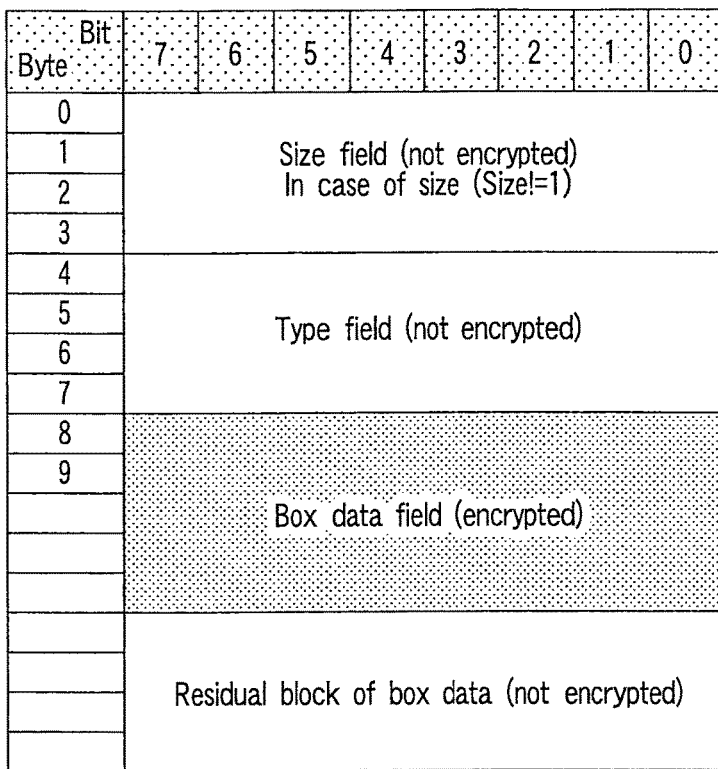 Bit
Byte 7 6 5 4 3 2 1 0
0
1 Size field (not encrypted)
2 In case of size (Size!=1)
3
4
5 Type field (not encrypted)
6
7
8
9
Box data field (encrypted)
Residual block of box data (not encrypted)